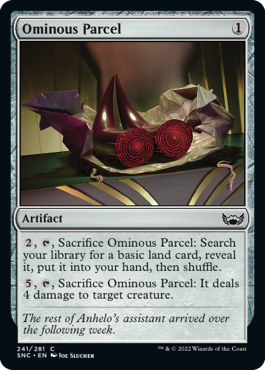 Ominous Parcel 1
Artifact
2, T, Sacrifice Ominous Parcel: Search
your library for a basic land card, reveal
it, put it into your hand, then shuffle.
5, T, Sacrifice Ominous Parcel: It deals
4 damage to target creature.
The rest of Anhelo's assistant arrived over
the following week.
241/281 C
SNC • EN Joe Slucher
™ & © 2022 Wizards of the Coast